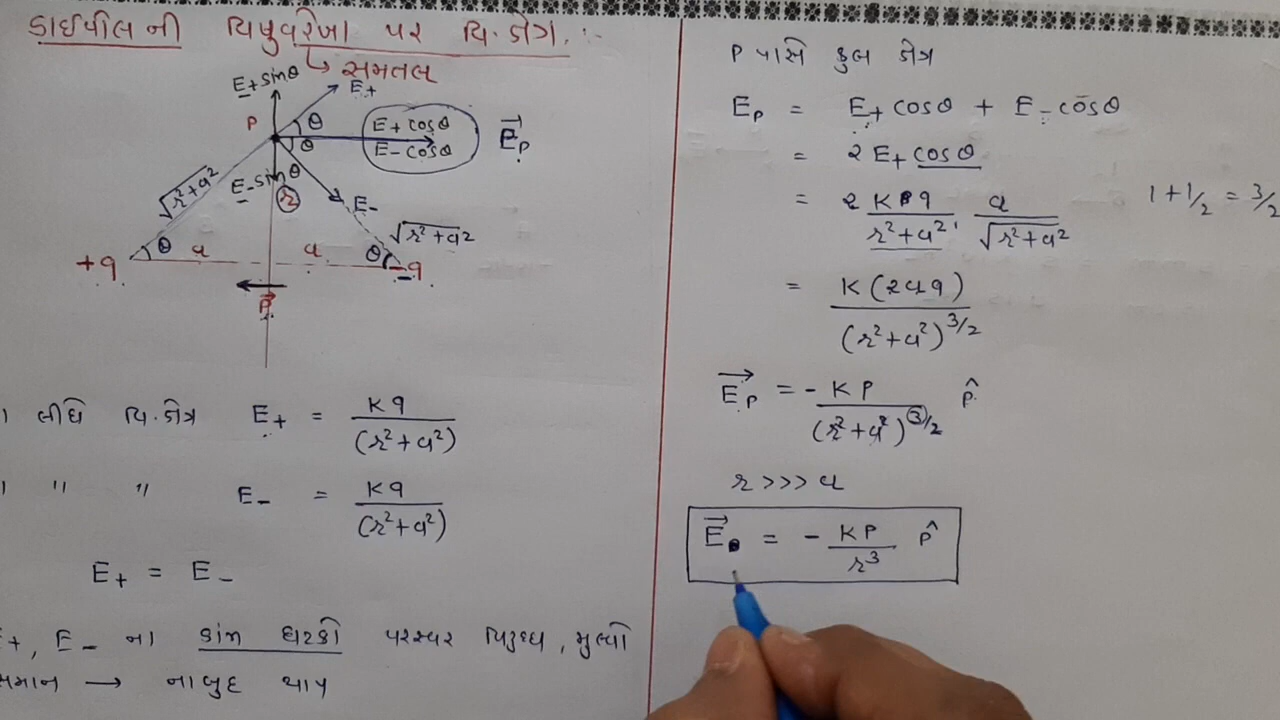 ડાઈપોલ ની વિષુવરેખા પર વિ. ક્ષેત્ર. :-
↳ સમતલ
E+ sinθ
E+
P
θ
E+ cosθ
θ
E- cosθ
E⃗P
√r²+a²
E- sinθ
r
E-
√r²+a²
θ
a
a
θ
+q
-q
P⃗
લીધે વિ. ક્ષેત્ર E+ = Kq / (r²+a²)
" " E- = Kq / (r²+a²)
E+ = E-
E+, E- ના ઘટકો પરસ્પર વિરુધ્ધ, મુલ્યો
સમાન → નાબુદ થાય
P પાસે કુલ ક્ષેત્ર
EP = E+ cosθ + E- cosθ
= 2 E+ cosθ
= 2 Kq / r²+a² · a / √r²+a²
1 + 1/2 = 3/2
= K (2aq) / (r²+a²)^3/2
E⃗P = - KP / (r²+a²)^3/2 p̂
r >>> a
E⃗ = - KP / r³ p̂